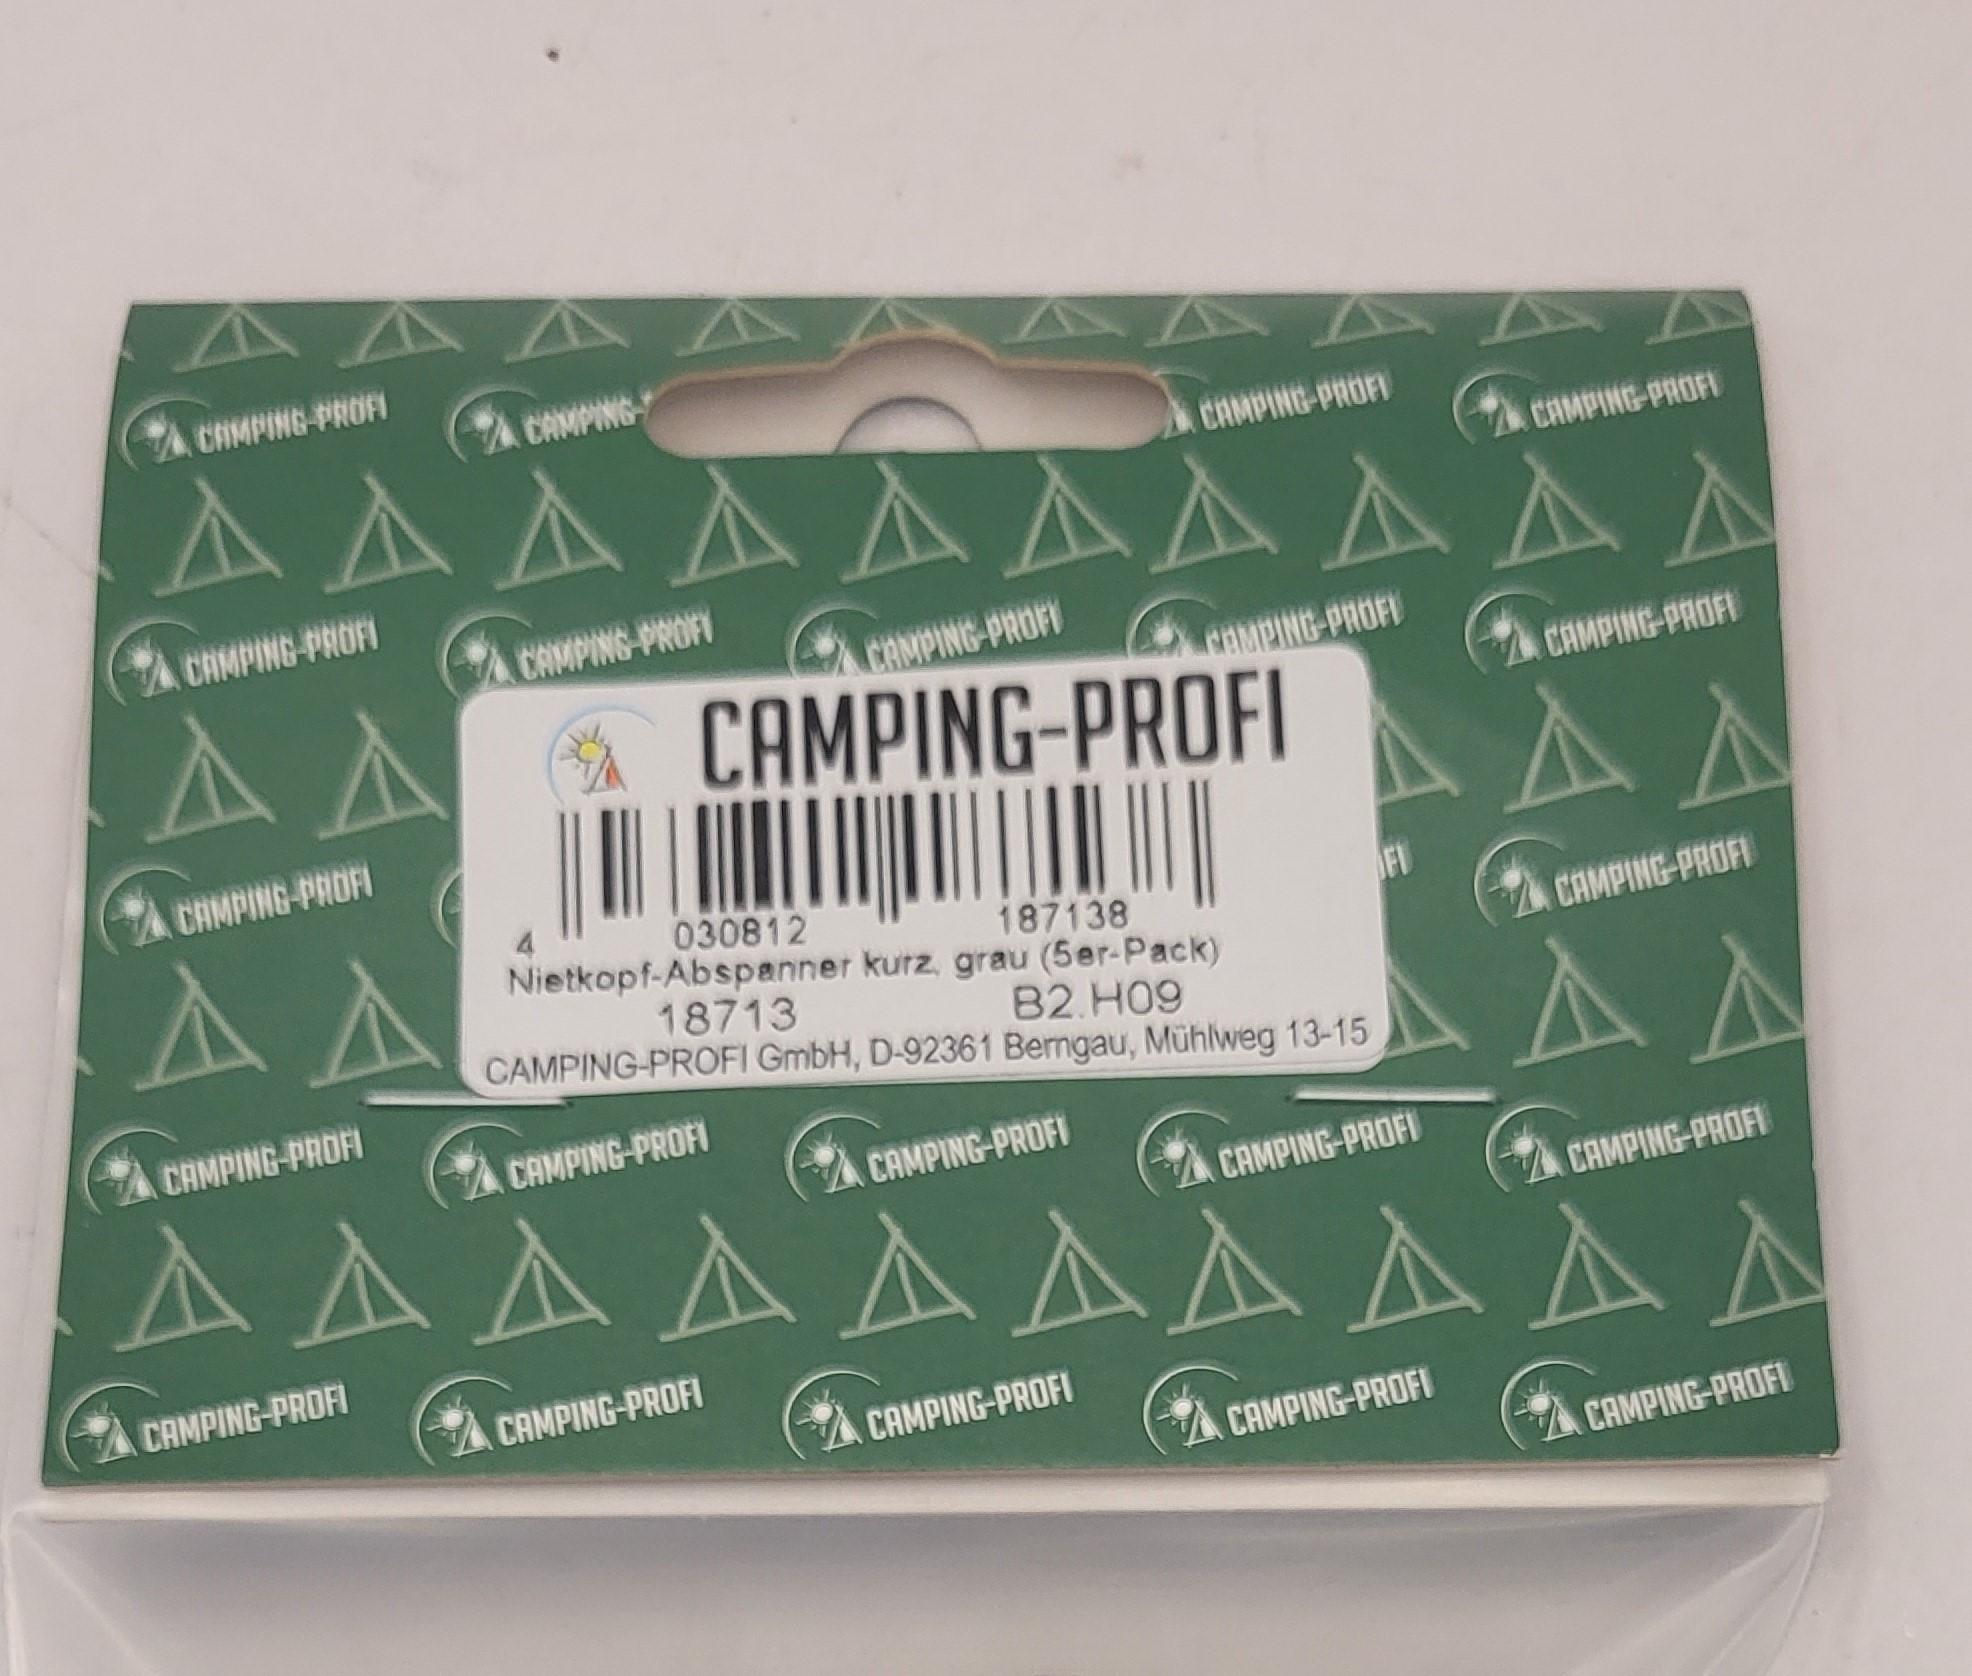 CAMPING-PROFI CAMPING- CAMPING-PROFI CAMPING-PROFI
CAMPING-PROFI CAMPING-PROFI CAMPING-PROFI CAMPING-PROFI CAMPING-PROFI
CAMPING-PROFI
4 030812 187138
Nietkopf-Abspanner kurz, grau (5er-Pack)
18713 B2.H09
CAMPING-PROFI GmbH, D-92361 Berngau, Mühlweg 13-15
CAMPING-PROFI FI CAMPING-PROFI
CAMPING-PROFI CAMPING-PROFI CAMPING-PROFI CAMPING-PROFI CAMPING-PROFI
CAMPING-PROFI CAMPING-PROFI CAMPING-PROFI CAMPING-PROFI CAMPING-PROFI